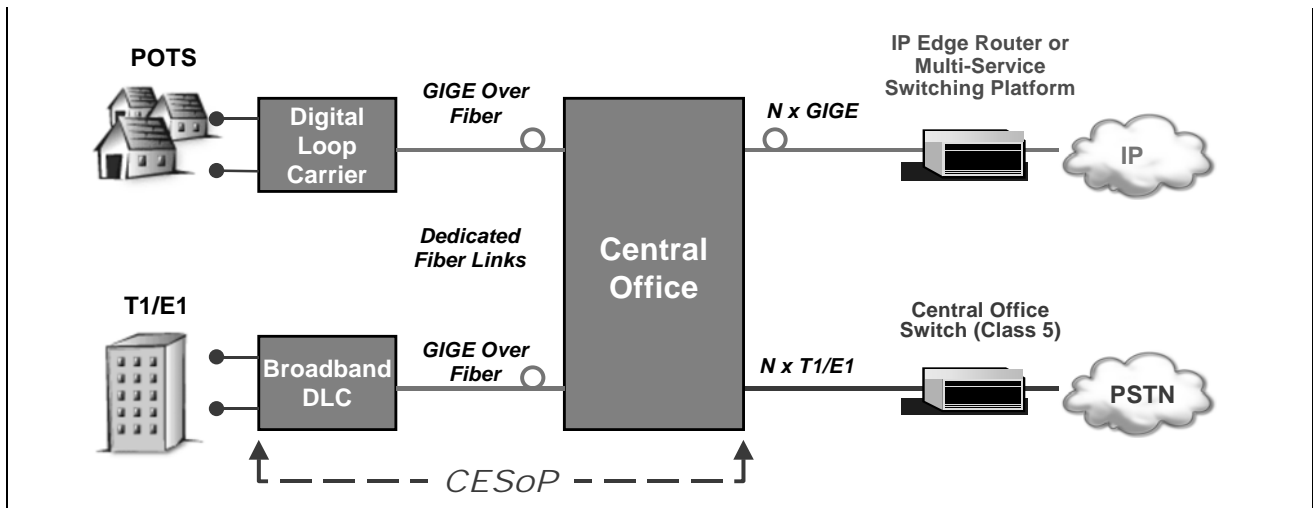 POTS
Digital
Loop
Carrier
GIGE Over
Fiber
Central
Office
N x GIGE
IP Edge Router or
Multi-Service
Switching Platform
IP
Dedicated
Fiber Links
T1/E1
Broadband
DLC
GIGE Over
Fiber
N x T1/E1
Central Office
Switch (Class 5)
PSTN
CESoP